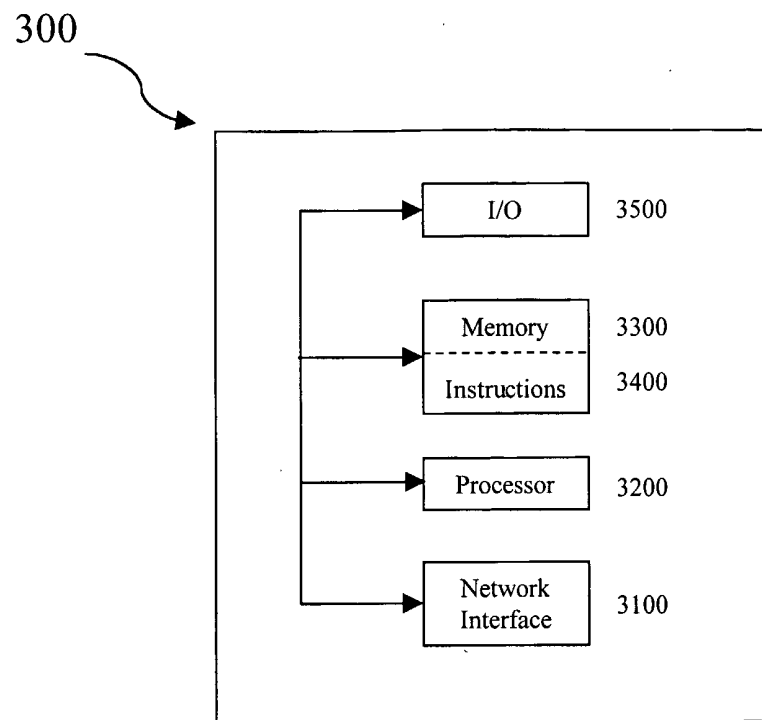 300
I/O 3500
Memory 3300
Instructions 3400
Processor 3200
Network
Interface 3100